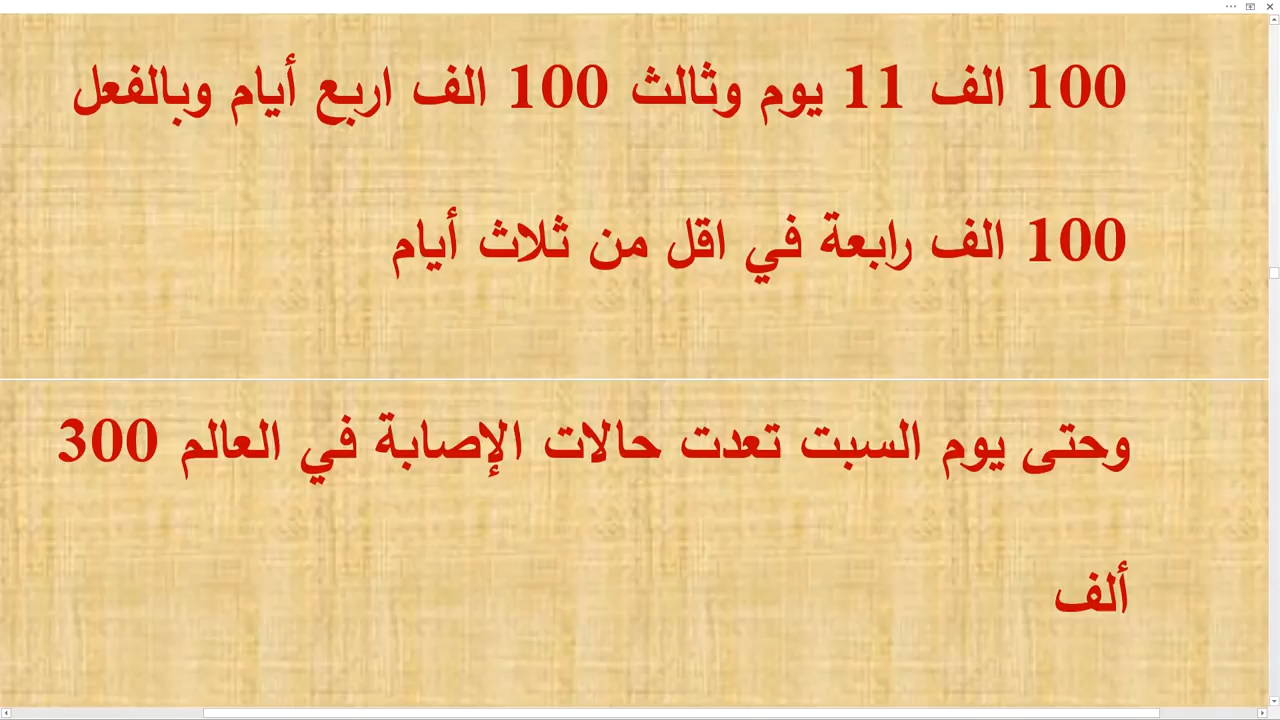 100 الف 11 يوم وثالث 100 الف اربع أيام وبالفعل
100 الف رابعة في اقل من ثلاث أيام
وحتى يوم السبت تعدت حالات الإصابة في العالم 300
ألف